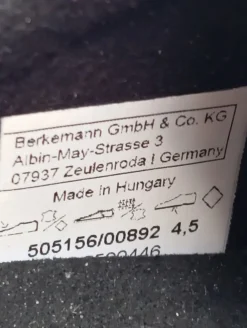 Berkemann GmbH & Co. KG
Albin-May-Strasse 3
07937 Zeulenroda | Germany
Made in Hungary
505156/00892 4,5